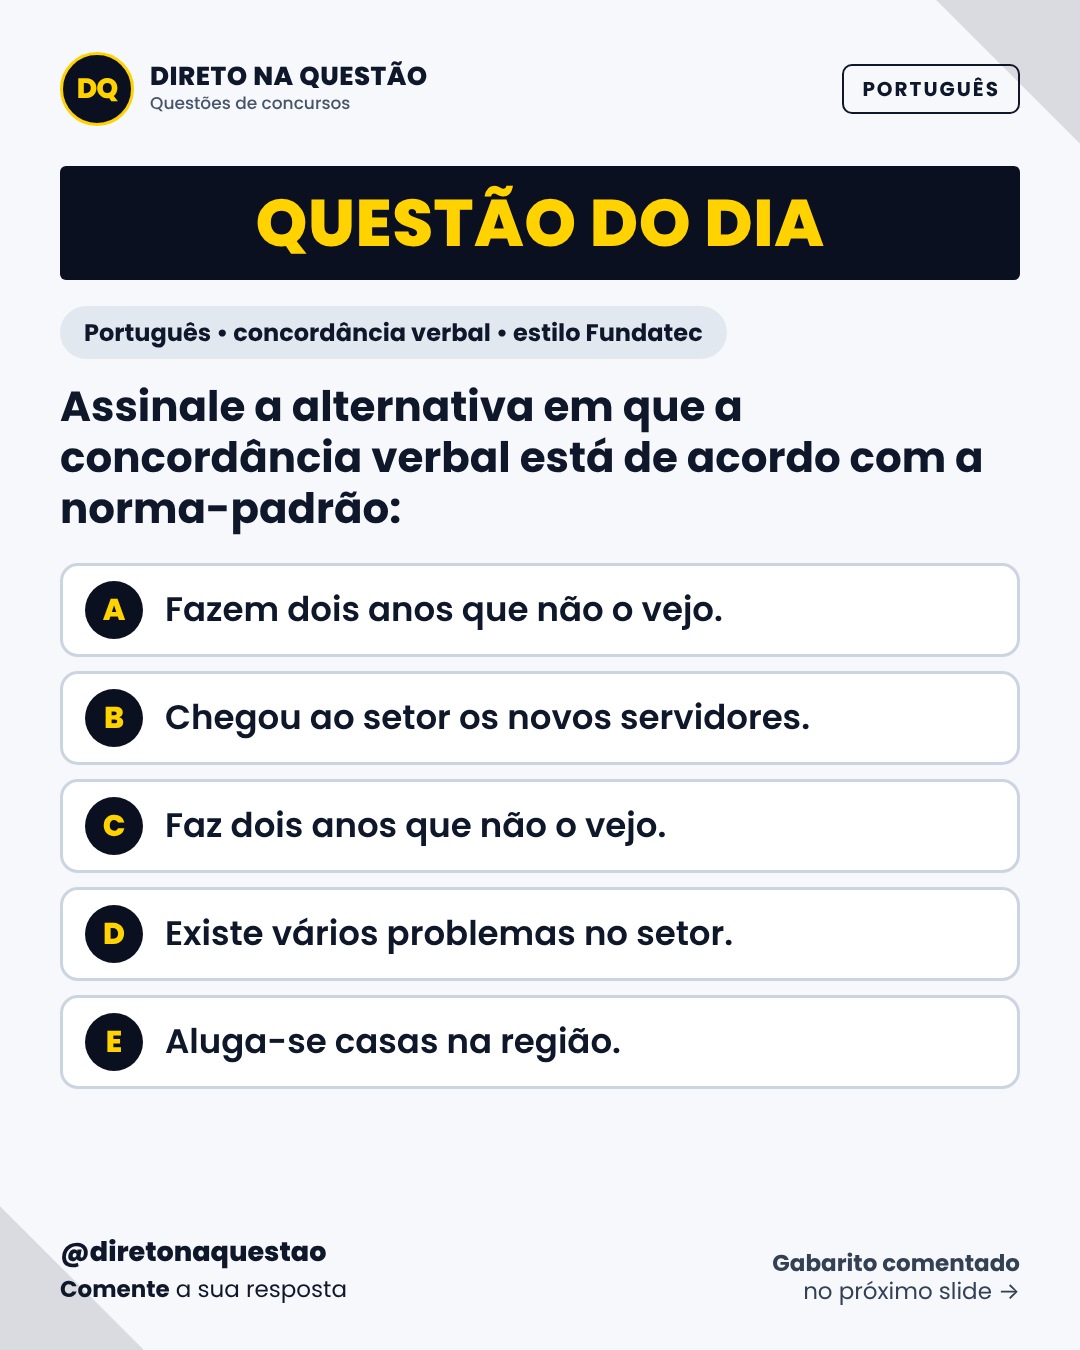 DQ
DIRETO NA QUESTÃO
Questões de concursos
PORTUGUÊS
QUESTÃO DO DIA
Português • concordância verbal • estilo Fundatec
Assinale a alternativa em que a
concordância verbal está de acordo com a
norma-padrão:
A Fazem dois anos que não o vejo.
B Chegou ao setor os novos servidores.
C Faz dois anos que não o vejo.
D Existe vários problemas no setor.
E Aluga-se casas na região.
@diretonaquestao
Comente a sua resposta
Gabarito comentado
no próximo slide →